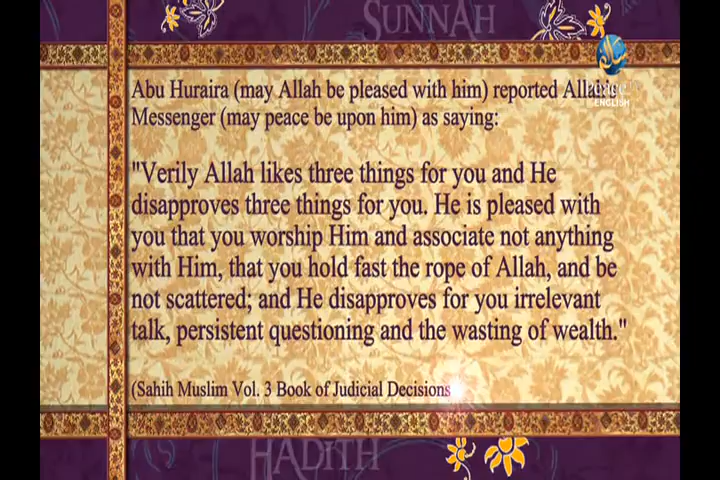 SUNNAH
Abu Huraira (may Allah be pleased with him) reported Allah's
ENGLISH
Messenger (may peace be upon him) as saying:
"Verily Allah likes three things for you and He
disapproves three things for you. He is pleased with
you that you worship Him and associate not anything
with Him, that you hold fast the rope of Allah, and be
not scattered; and He disapproves for you irrelevant
talk, persistent questioning and the wasting of wealth."
(Sahih Muslim Vol. 3 Book of Judicial Decisions
HADITH